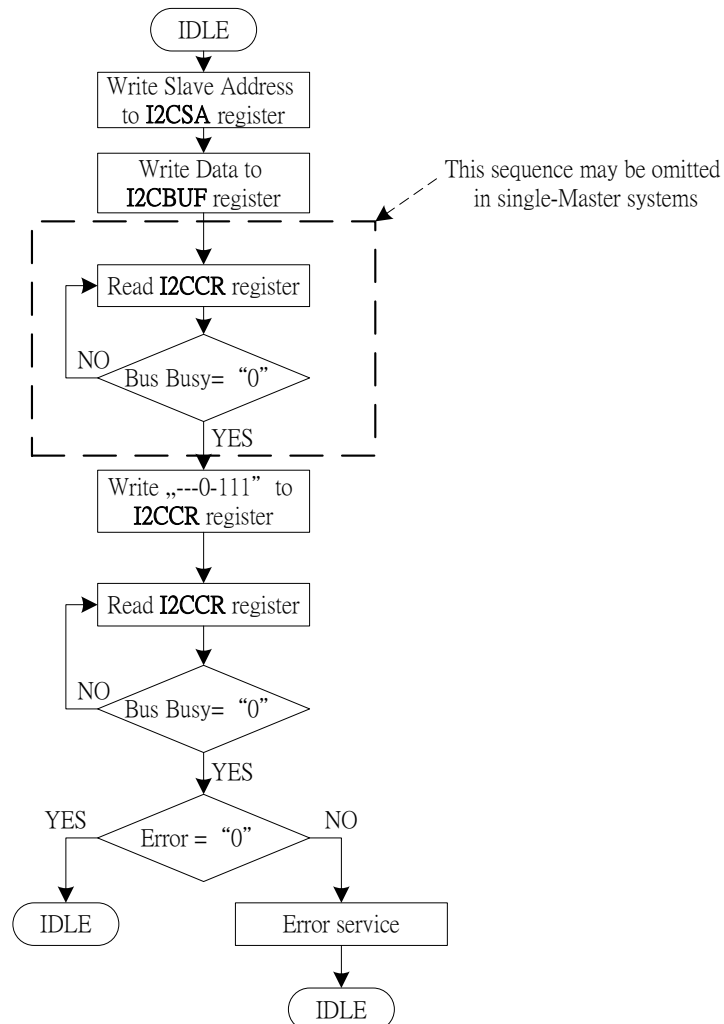 IDLE
Write Slave Address
to I2CSA register
Write Data to
I2CBUF register
This sequence may be omitted
in single-Master systems
Read I2CCR register
NO
Bus Busy= “0”
YES
Write „---0-111” to
I2CCR register
Read I2CCR register
NO
Bus Busy= “0”
YES
YES
Error = “0”
NO
IDLE
Error service
IDLE